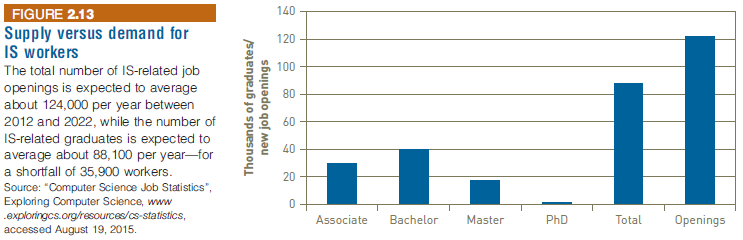 FIGURE 2.13
Supply versus demand for
IS workers
The total number of IS-related job
openings is expected to average
about 124,000 per year between
2012 and 2022, while the number of
IS-related graduates is expected to
average about 88,100 per year—for
a shortfall of 35,900 workers.
Source: “Computer Science Job Statistics”,
Exploring Computer Science, www
.exploringcs.org/resources/cs-statistics,
accessed August 19, 2015.
Thousands of graduates/
new job openings
140
120
100
80
60
40
20
0
Associate Bachelor Master PhD Total Openings